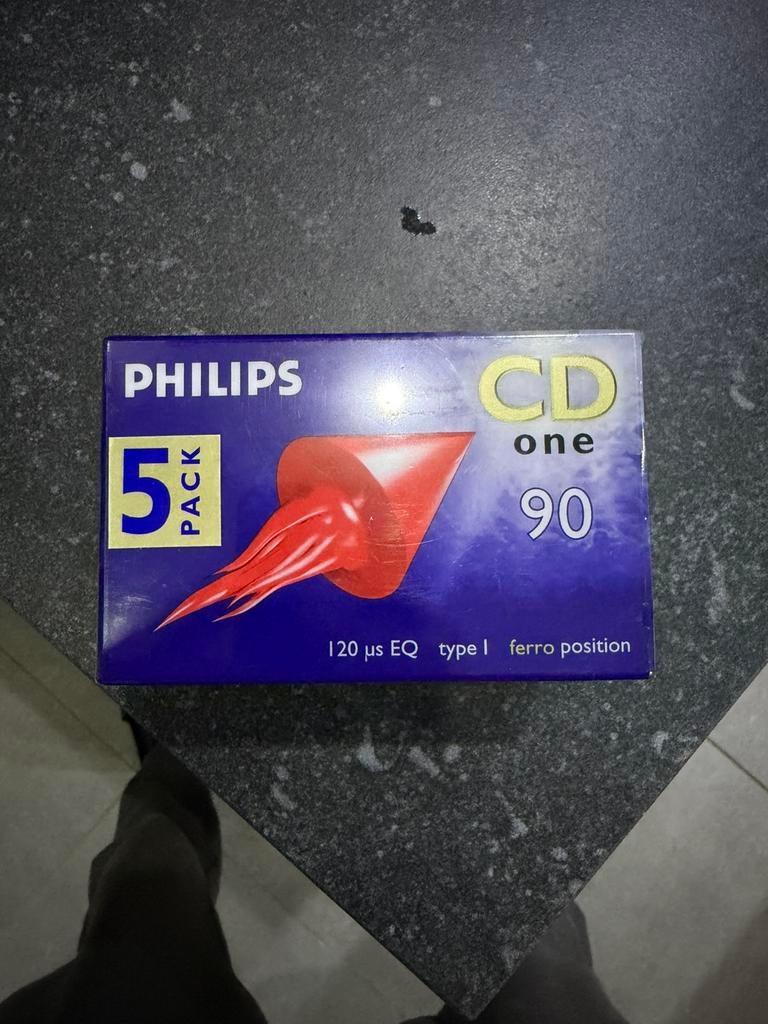 PHILIPS
CD
one
5
PACK
90
120 µs EQ type I ferro position